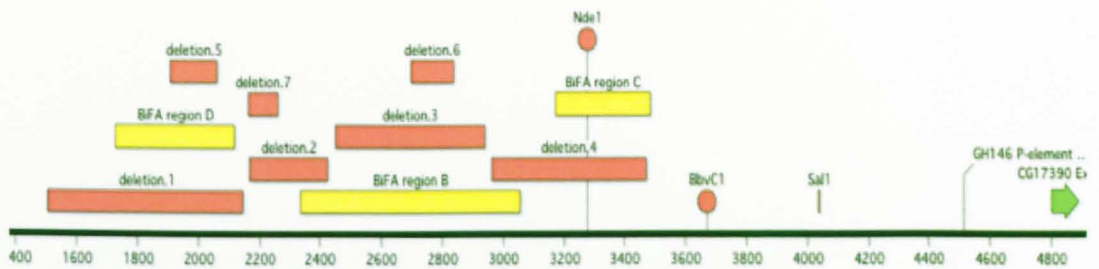 Nde1
deletion.5
deletion.6
deletion.7
BiFA region C
BiFA region D
deletion.3
deletion.2
deletion.4
GH146 P-element ..
CG17390 Ex
deletion.1
BiFA region B
BbvC1
Sal1
400 1600 1800 2000 2200 2400 2600 2800 3000 3200 3400 3600 3800 4000 4200 4400 4600 4800